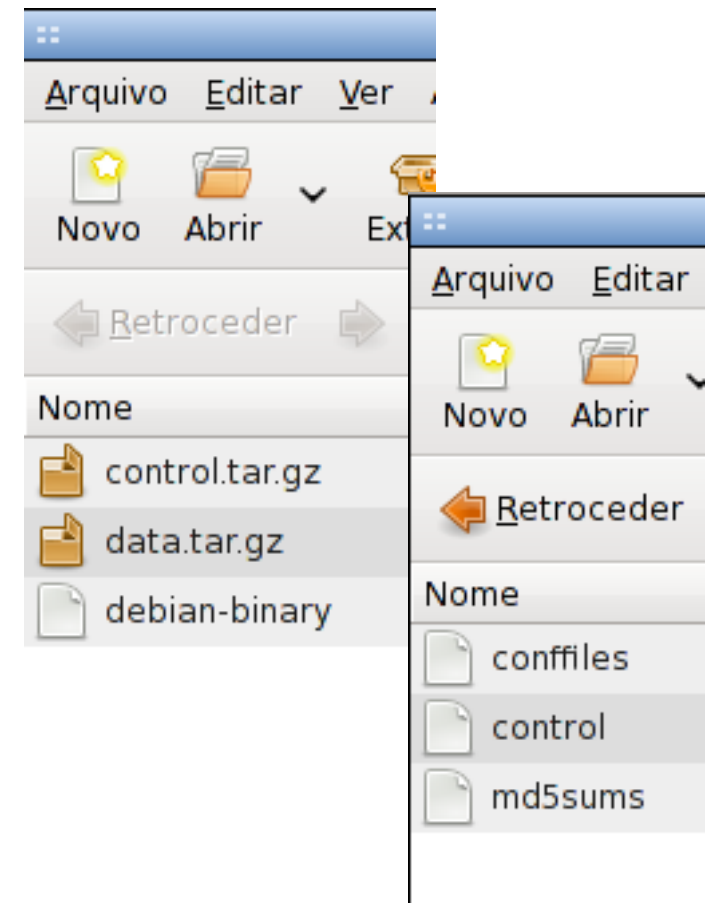 Arquivo Editar Ver
Novo Abrir
Retroceder
Nome
control.tar.gz
data.tar.gz
debian-binary
Arquivo Editar
Novo Abrir
Retroceder
Nome
conffiles
control
md5sums